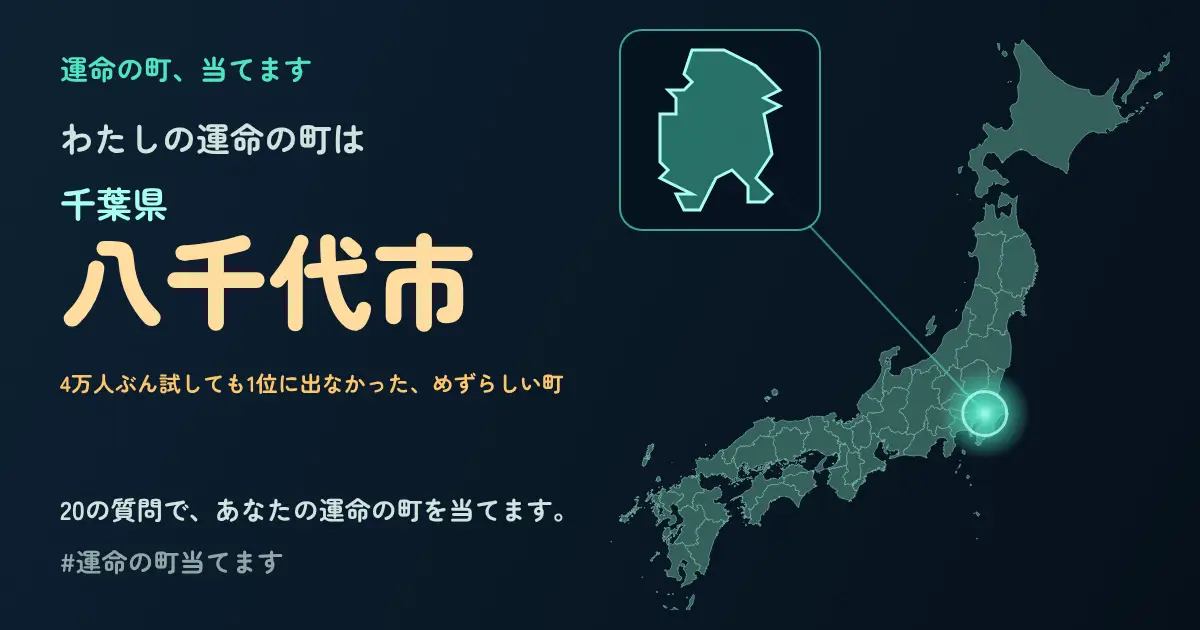 運命の町、当てます
わたしの運命の町は
千葉県
八千代市
4万人ぶん試しても1位に出なかった、めずらしい町
20の質問で、あなたの運命の町を当てます。
#運命の町当てます